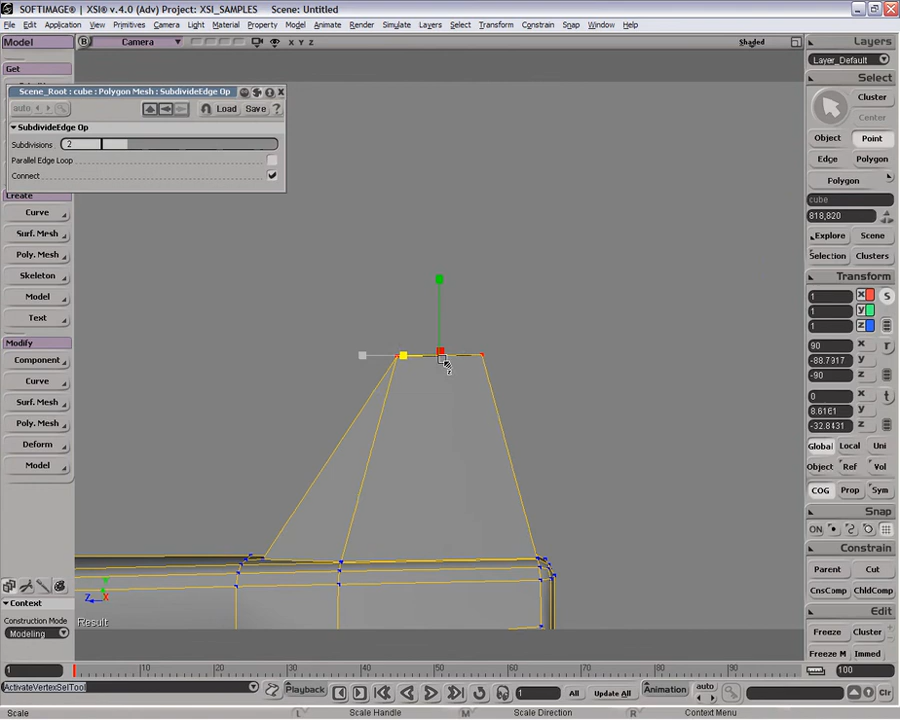 SOFTIMAGE® | XSI® v.4.0 (Adv) Project: XSI_SAMPLES Scene: Untitled
File Edit View Application Display Get Primitives Camera Light Material Property Model Animate Render Simulate Layers Select Transform Constrain Snap Windows Help
Model
B Camera X Y Z Shaded
Layers
Layer_Default
Select
Cluster
Center
Object Point
Edge Polygon
Polygon
cube
818,820
Explore Scene
Selection Clusters
Transform
1 x S
1 y
1 z
90 x r
-88.7917 y
-90 z
0 x t
8.6161 y
-32.8431 z
Global Local Uni
Object Ref Vol
COG Prop Sym
Snap
ON
Constrain
Parent Cut
CnsComp ChldComp
Edit
Freeze Cluster
Freeze M Immed
Get
Scene_Root : cube : Polygon Mesh : SubdivideEdge Op
auto Load Save ?
SubdivideEdge Op
Subdivisions 2
Parallel Edge Loop
Connect
Create
Curve
Surf. Mesh
Poly. Mesh
Skeleton
Model
Text
Modify
Component
Curve
Surf. Mesh
Poly. Mesh
Deform
Model
Context
Construction Mode
Modeling
Y
Z X
Result
1 10 20 30 40 50 60 70 80 90 100
ActivateVertexSelTool Playback 1 All Update All Animation auto Clr
Scale L Scale Handle M Scale Direction R Context Menu